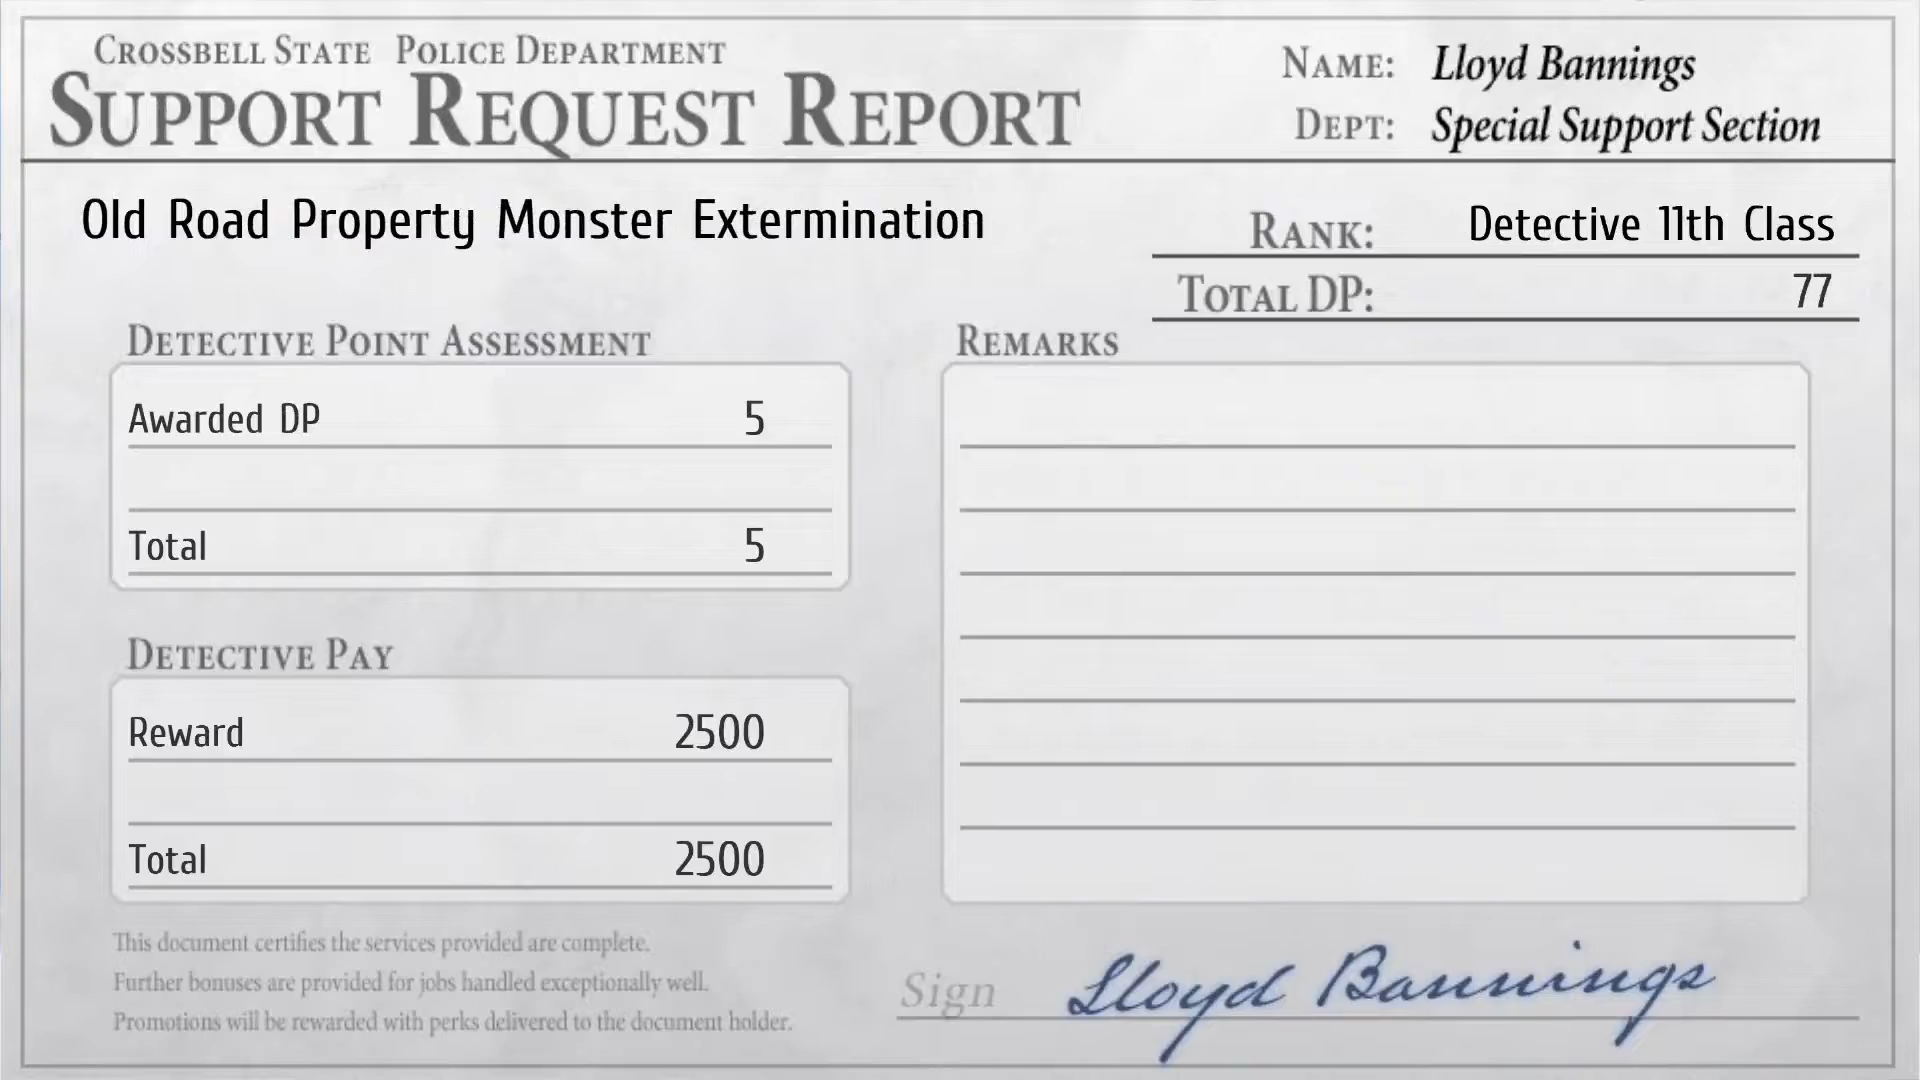 CROSSBELL STATE POLICE DEPARTMENT
SUPPORT REQUEST REPORT
NAME: Lloyd Bannings
DEPT: Special Support Section
Old Road Property Monster Extermination
RANK: Detective 11th Class
TOTAL DP: 77
DETECTIVE POINT ASSESSMENT
Awarded DP 5
Total 5
DETECTIVE PAY
Reward 2500
Total 2500
REMARKS
This document certifies the services provided are complete.
Further bonuses are provided for jobs handled exceptionally well.
Promotions will be rewarded with perks delivered to the document holder.
Sign Lloyd Bannings